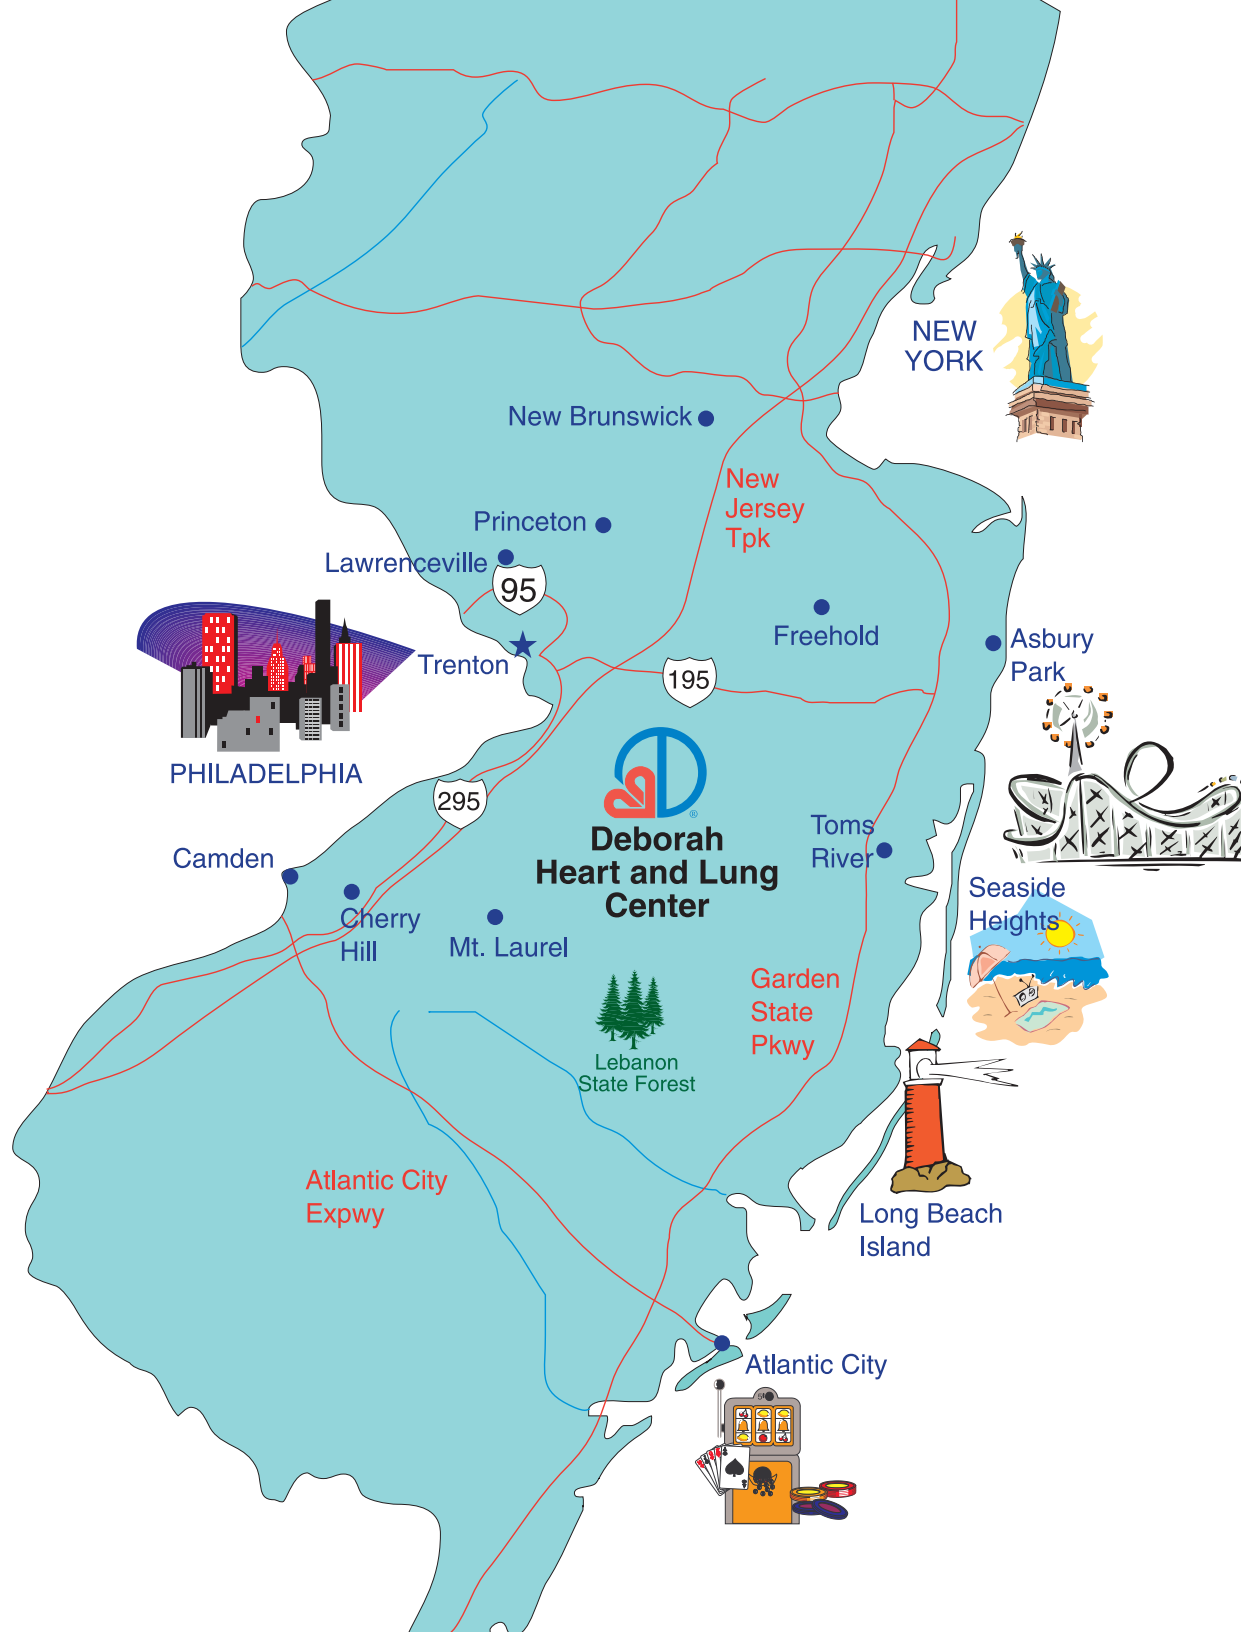 NEW
YORK
New Brunswick
New
Jersey
Tpk
Princeton
Lawrenceville
95
Freehold
Asbury
Park
Trenton
195
PHILADELPHIA
295
®
Deborah
Heart and Lung
Center
Toms
River
Camden
Cherry
Hill
Mt. Laurel
Seaside
Heights
Garden
State
Pkwy
Lebanon
State Forest
Atlantic City
Expwy
Long Beach
Island
Atlantic City